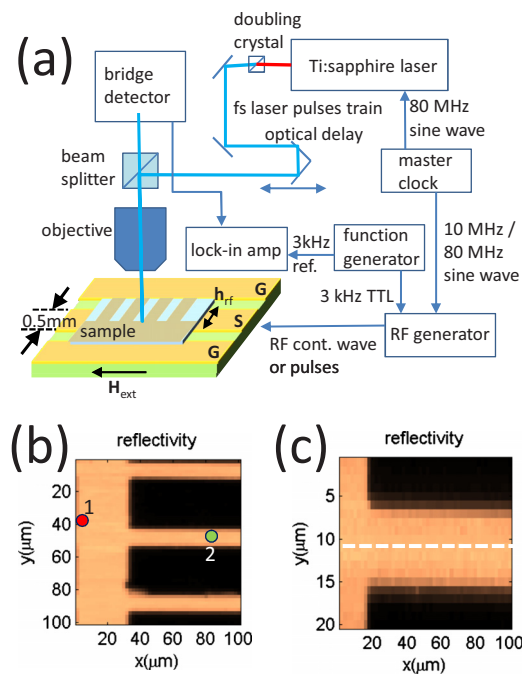 (a)
doubling
crystal
Ti:sapphire laser
bridge
detector
fs laser pulses train
optical delay
80 MHz
sine wave
beam
splitter
master
clock
objective
lock-in amp
3kHz
ref.
function
generator
10 MHz /
80 MHz
sine wave
3 kHz TTL
0.5mm
sample
h_rf
G
S
G
RF cont. wave
or pulses
RF generator
H_ext
(b)
reflectivity
1
2
20
40
60
80
100
y(μm)
20 40 60 80 100
x(μm)
(c)
reflectivity
5
10
15
20
y(μm)
20 40 60 80 100
x(μm)